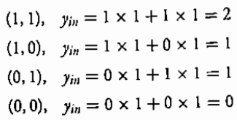 (1, 1), y_in = 1 × 1 + 1 × 1 = 2
(1, 0), y_in = 1 × 1 + 0 × 1 = 1
(0, 1), y_in = 0 × 1 + 1 × 1 = 1
(0, 0), y_in = 0 × 1 + 0 × 1 = 0